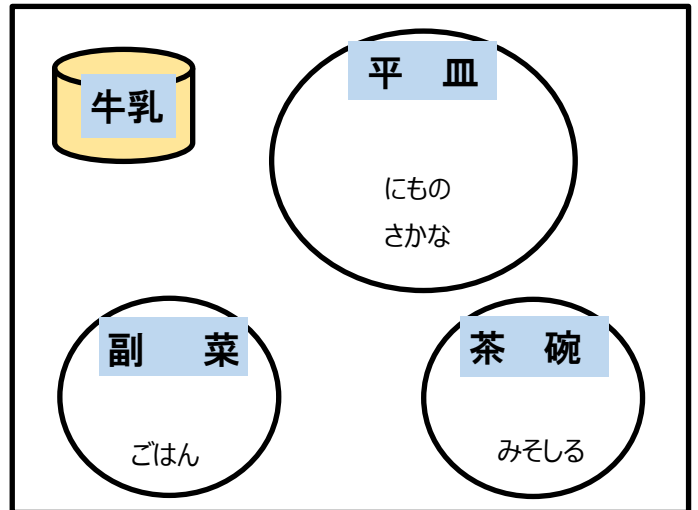 牛乳
平　皿
にもの
さかな
副　菜
ごはん
茶　碗
みそしる